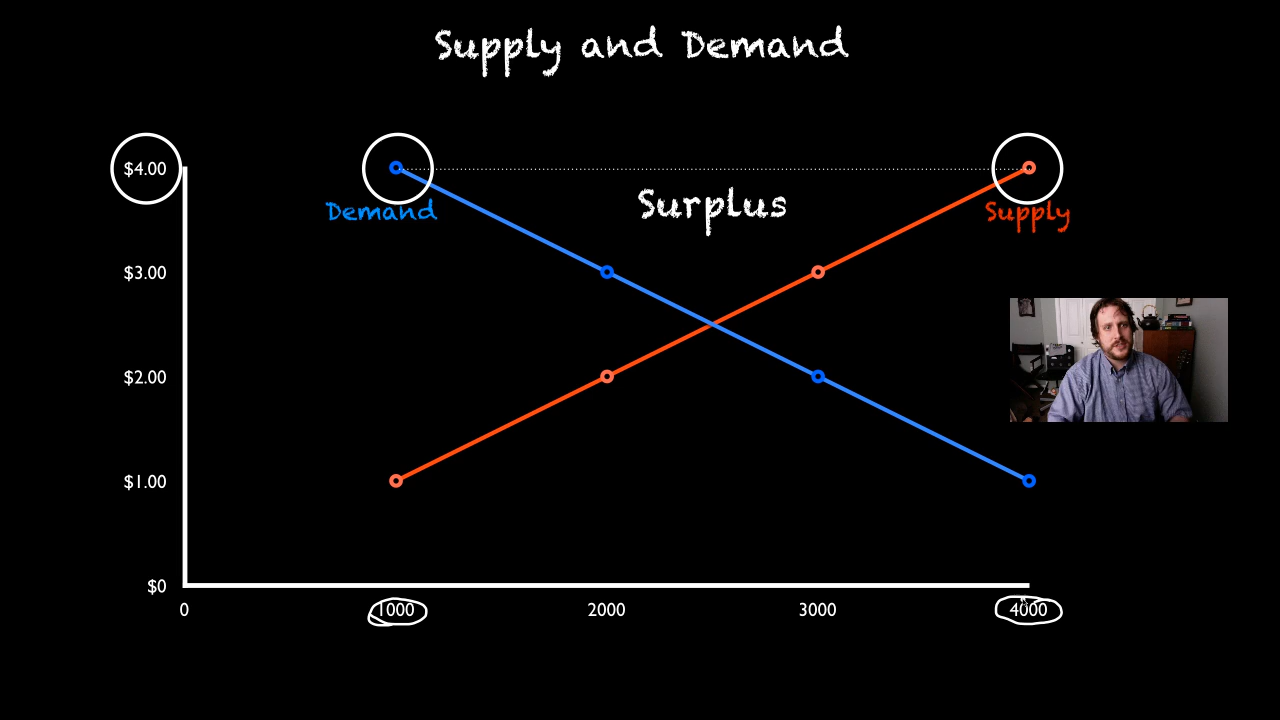 Supply and Demand
$4.00
Demand
Surplus
Supply
$3.00
$2.00
$1.00
$0
0
1000
2000
3000
4000